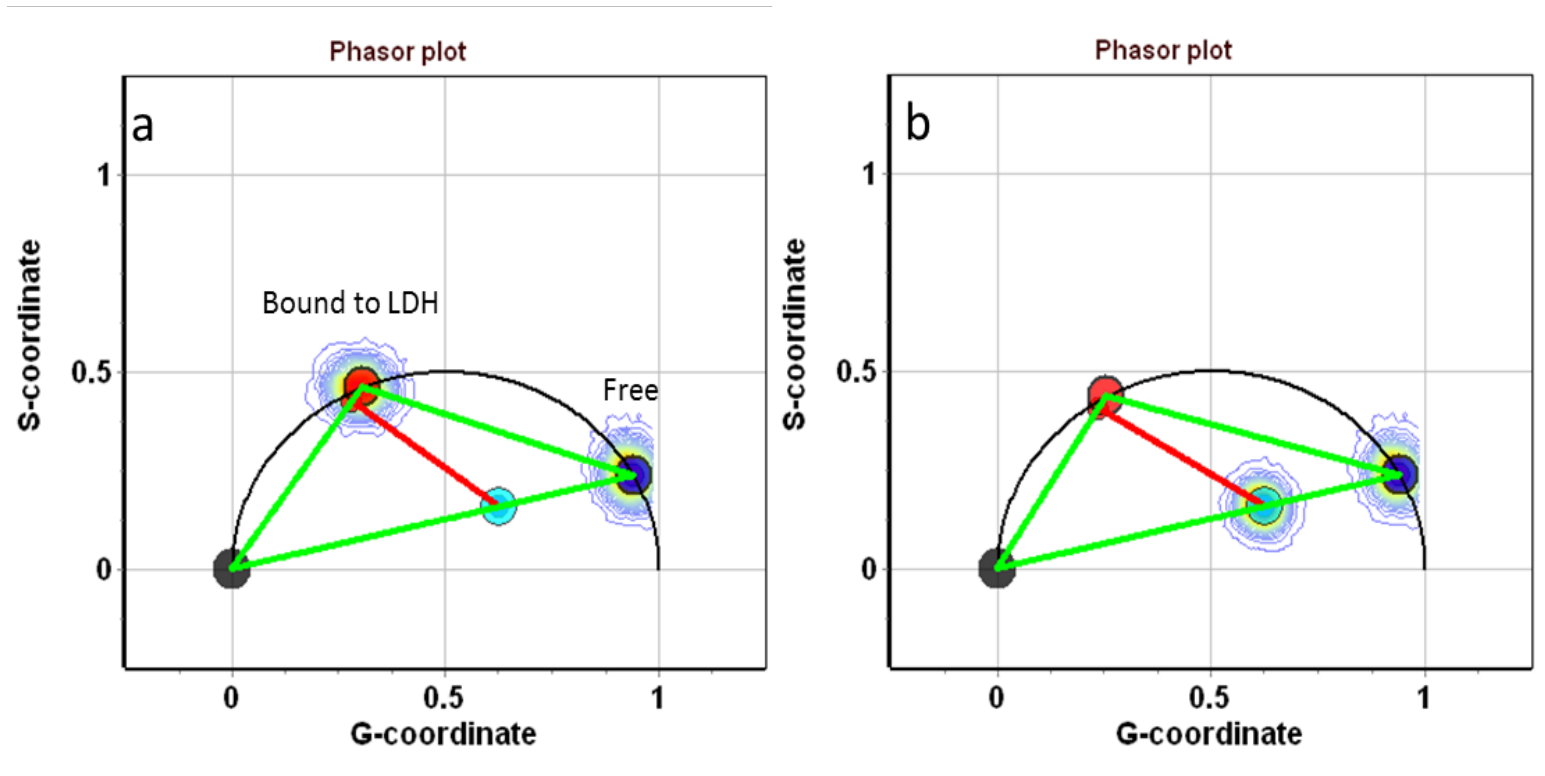 Phasor plot
a
1
Bound to LDH
0.5
Free
0
0
0.5
1
S-coordinate
G-coordinate
Phasor plot
b
1
0.5
0
0
0.5
1
S-coordinate
G-coordinate